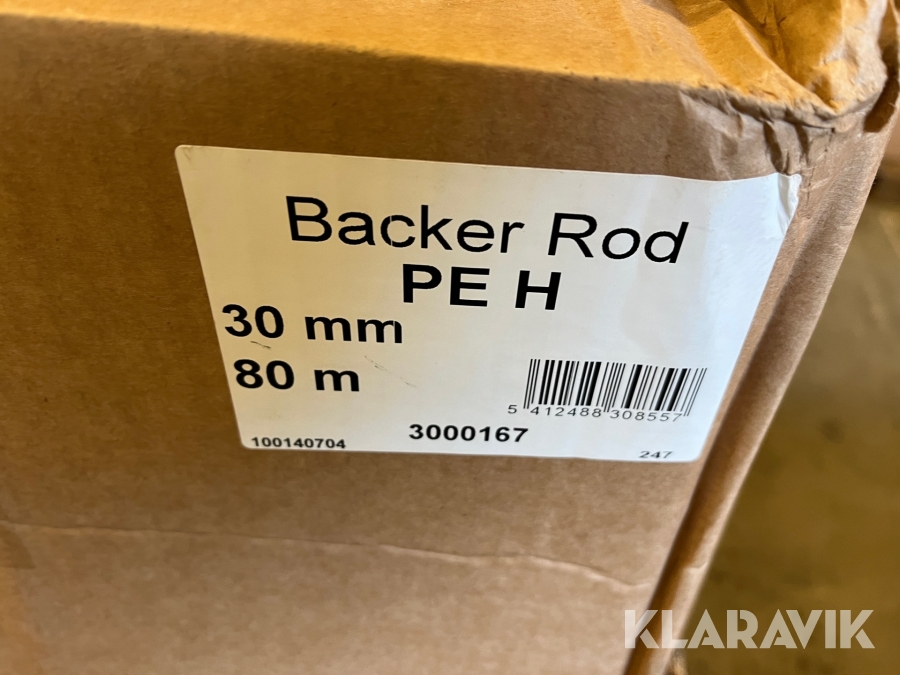 Backer Rod
PE H
30 mm
80 m
5 412488 308557
3000167
100140704
247
KLARAVIK